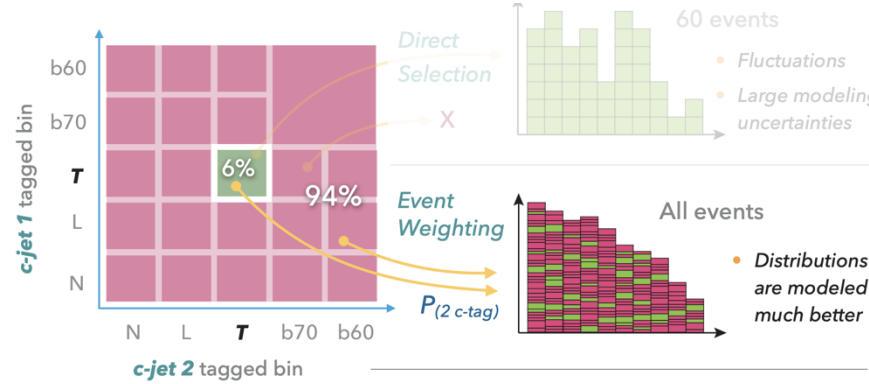 60 events
Direct
Selection
Fluctuations
Large modeling
uncertainties
X
b60
b70
T
L
N
c-jet 1 tagged bin
6%
94%
Event
Weighting
All events
Distributions
are modeled
much better
P(2 c-tag)
N L T b70 b60
c-jet 2 tagged bin